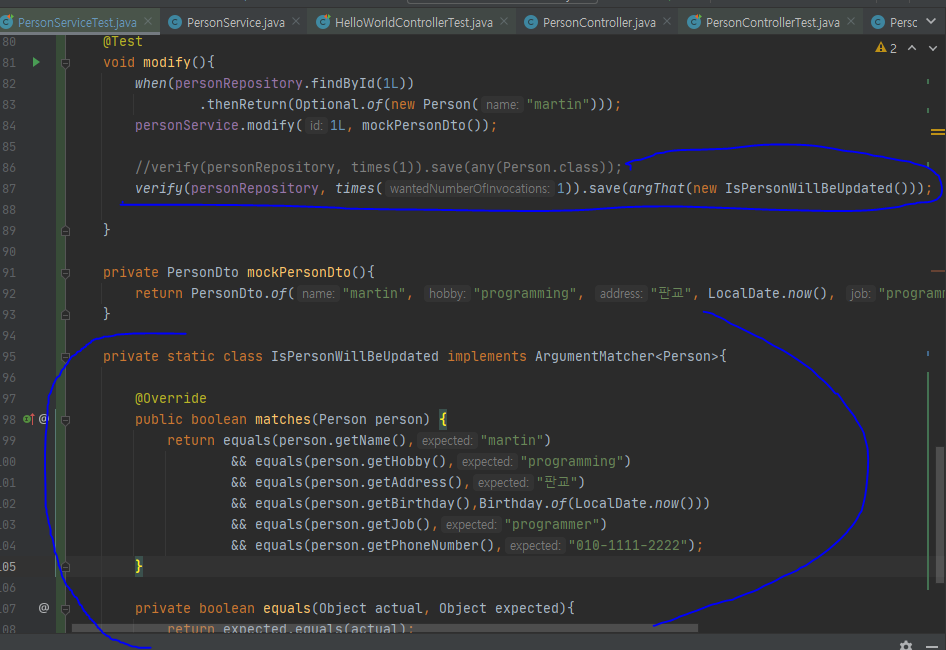 PersonServiceTest.java PersonService.java HelloWorldControllerTest.java PersonController.java PersonControllerTest.java Persc
80 @Test 2
81 void modify(){
82 when(personRepository.findById(1L))
83 .thenReturn(Optional.of(new Person( name: "martin")));
84 personService.modify( id: 1L, mockPersonDto());
85
86 //verify(personRepository, times(1)).save(any(Person.class));
87 verify(personRepository, times( wantedNumberOfInvocations: 1)).save(argThat(new IsPersonWillBeUpdated()));
88
89 }
90
91 private PersonDto mockPersonDto(){
92 return PersonDto.of( name: "martin", hobby: "programming", address: "판교", LocalDate.now(), job: "programm
93 }
94
95 private static class IsPersonWillBeUpdated implements ArgumentMatcher<Person>{
96
97 @Override
98 @ public boolean matches(Person person) {
99 return equals(person.getName(), expected: "martin")
00 && equals(person.getHobby(), expected: "programming")
01 && equals(person.getAddress(), expected: "판교")
02 && equals(person.getBirthday(),Birthday.of(LocalDate.now()))
03 && equals(person.getJob(), expected: "programmer")
04 && equals(person.getPhoneNumber(), expected: "010-1111-2222");
05 }
06
07 @ private boolean equals(Object actual, Object expected){
08 return expected.equals(actual);